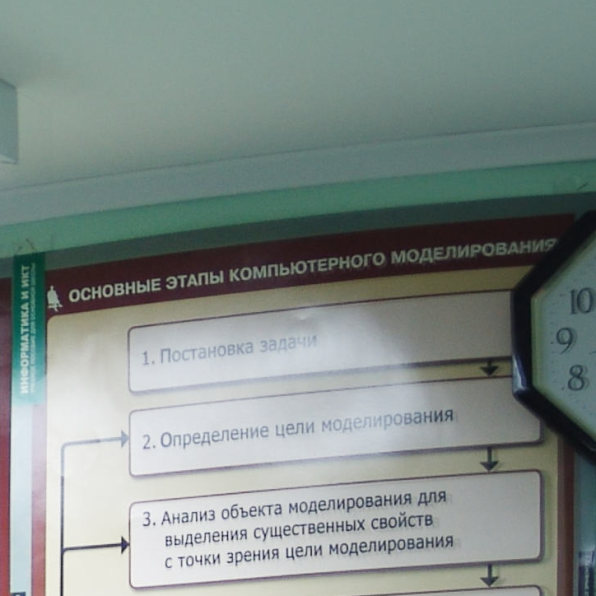 ОСНОВНЫЕ ЭТАПЫ КОМПЬЮТЕРНОГО МОДЕЛИРОВАНИЯ
ИНФОРМАТИКА И ИКТ
1. Постановка задачи
2. Определение цели моделирования
3. Анализ объекта моделирования для
выделения существенных свойств
с точки зрения цели моделирования
10
9
8